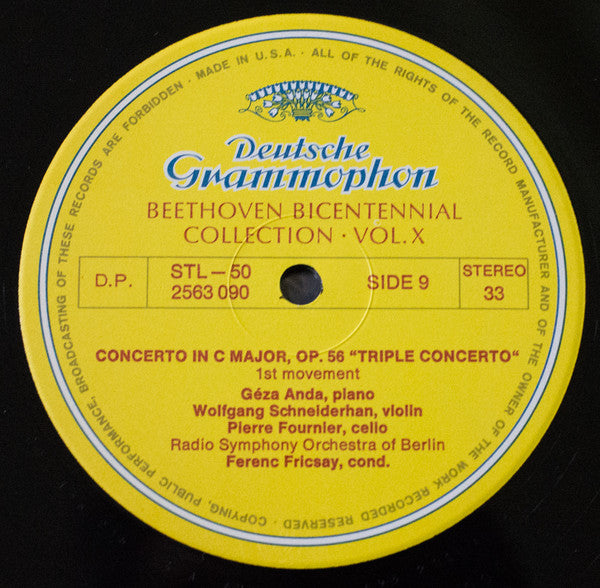 Deutsche
Grammophon
BEETHOVEN BICENTENNIAL
COLLECTION · VOL. X
D.P.
STL—50
2563 090
SIDE 9
STEREO
33
CONCERTO IN C MAJOR, OP. 56 "TRIPLE CONCERTO"
1st movement
Géza Anda, piano
Wolfgang Schneiderhan, violin
Pierre Fournier, cello
Radio Symphony Orchestra of Berlin
Ferenc Fricsay, cond.
MADE IN U.S.A. · ALL OF THE RIGHTS OF THE RECORD MANUFACTURER AND OF THE OWNER OF THE WORK RECORDED RESERVED · COPYING, PUBLIC PERFORMANCE, BROADCASTING OF THESE RECORDS ARE FORBIDDEN ·